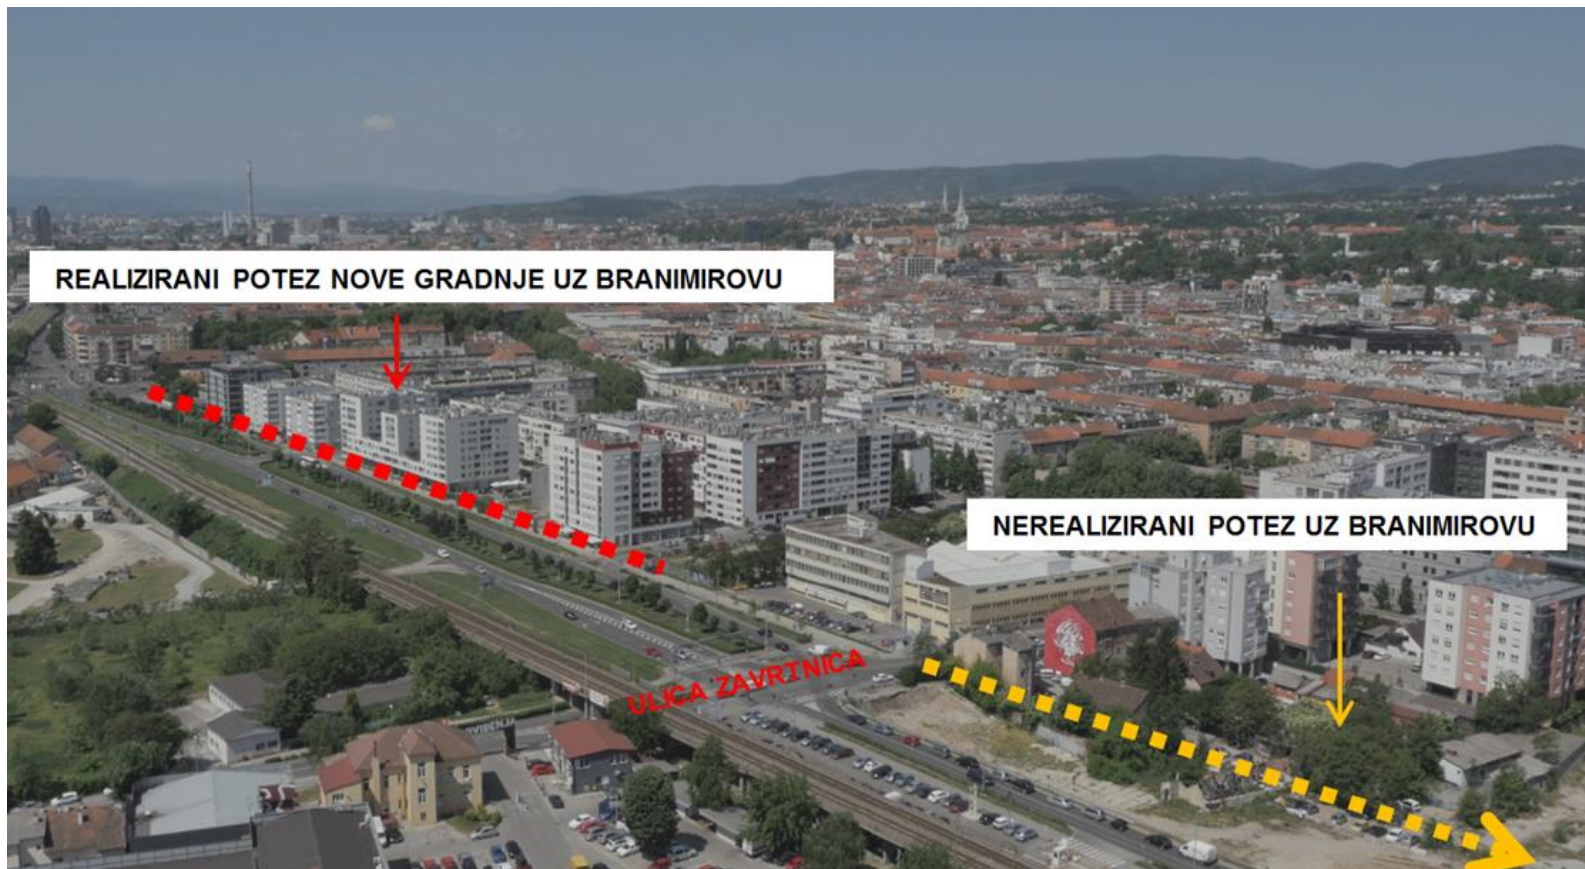 REALIZIRANI POTEZ NOVE GRADNJE UZ BRANIMIROVU
NEREALIZIRANI POTEZ UZ BRANIMIROVU
ULICA ZAVRTNICA